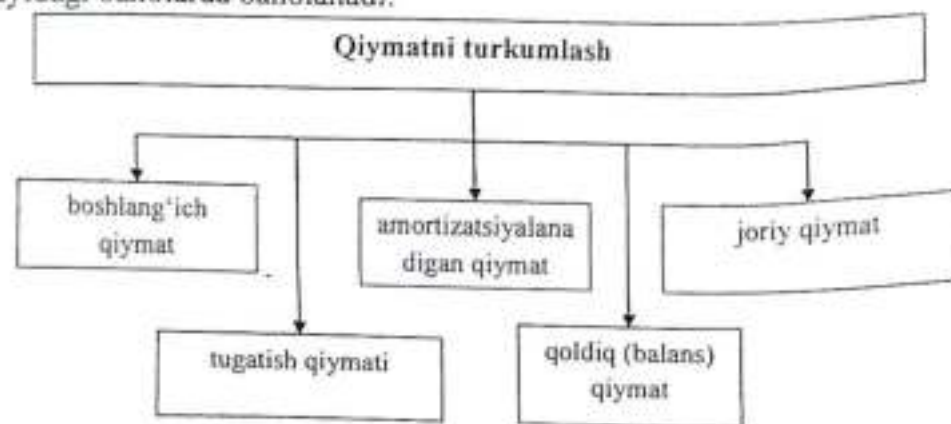 Qiymatni turkumlash
boshlang‘ich
qiymat
amortizatsiyalana
digan qiymat
joriy qiymat
tugatish qiymati
qoldiq (balans)
qiymat